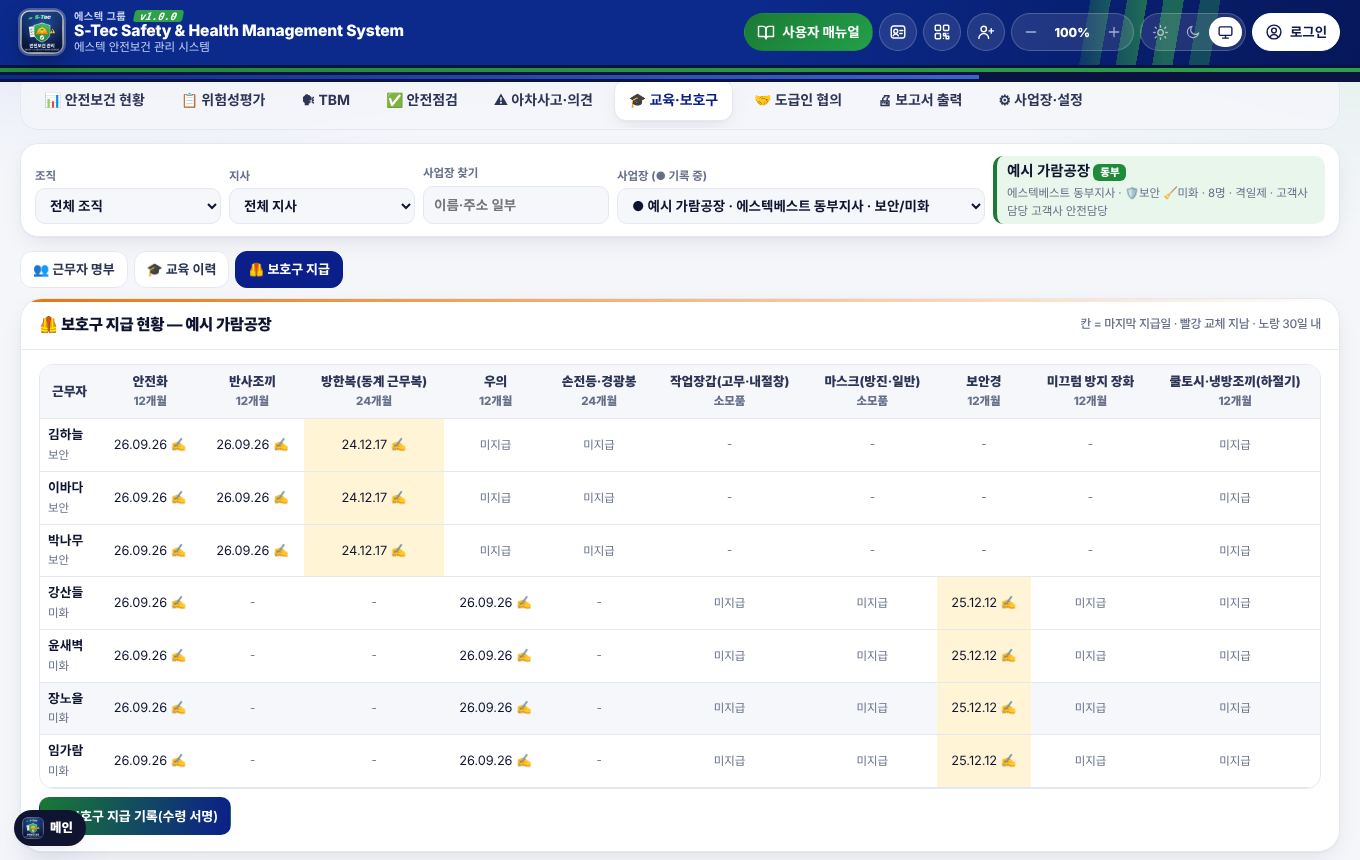 에스텍 그룹 v1.0.0
S-Tec Safety & Health Management System
에스텍 안전보건 관리 시스템
사용자 매뉴얼
100%
로그인
안전보건 현황 위험성평가 TBM 안전점검 아차사고·의견 교육·보호구 도급인 협의 보고서 출력 사업장·설정
조직 지사 사업장 찾기 사업장 (● 기록 중)
전체 조직 전체 지사 이름·주소 일부 ● 예시 가람공장 · 에스텍베스트 동부지사 · 보안/미화
예시 가람공장 동부
에스텍베스트 동부지사 · 보안 미화 · 8명 · 격일제 · 고객사
담당 고객사 안전담당
근무자 명부 교육 이력 보호구 지급
보호구 지급 현황 — 예시 가람공장 칸 = 마지막 지급일 · 빨강 교체 지남 · 노랑 30일 내
근무자 안전화 반사조끼 방한복(동계 근무복) 우의 손전등·경광봉 작업장갑(고무·내절창) 마스크(방진·일반) 보안경 미끄럼 방지 장화 쿨토시·냉방조끼(하절기)
12개월 12개월 24개월 12개월 24개월 소모품 소모품 12개월 12개월 12개월
김하늘 26.09.26 26.09.26 24.12.17 미지급 미지급 - - - - 미지급
보안
이바다 26.09.26 26.09.26 24.12.17 미지급 미지급 - - - - 미지급
보안
박나무 26.09.26 26.09.26 24.12.17 미지급 미지급 - - - - 미지급
보안
강산들 26.09.26 - - 26.09.26 - 미지급 미지급 25.12.12 미지급 미지급
미화
윤새벽 26.09.26 - - 26.09.26 - 미지급 미지급 25.12.12 미지급 미지급
미화
장노을 26.09.26 - - 26.09.26 - 미지급 미지급 25.12.12 미지급 미지급
미화
임가람 26.09.26 - - 26.09.26 - 미지급 미지급 25.12.12 미지급 미지급
미화
지급 기록(수령 서명)
메인